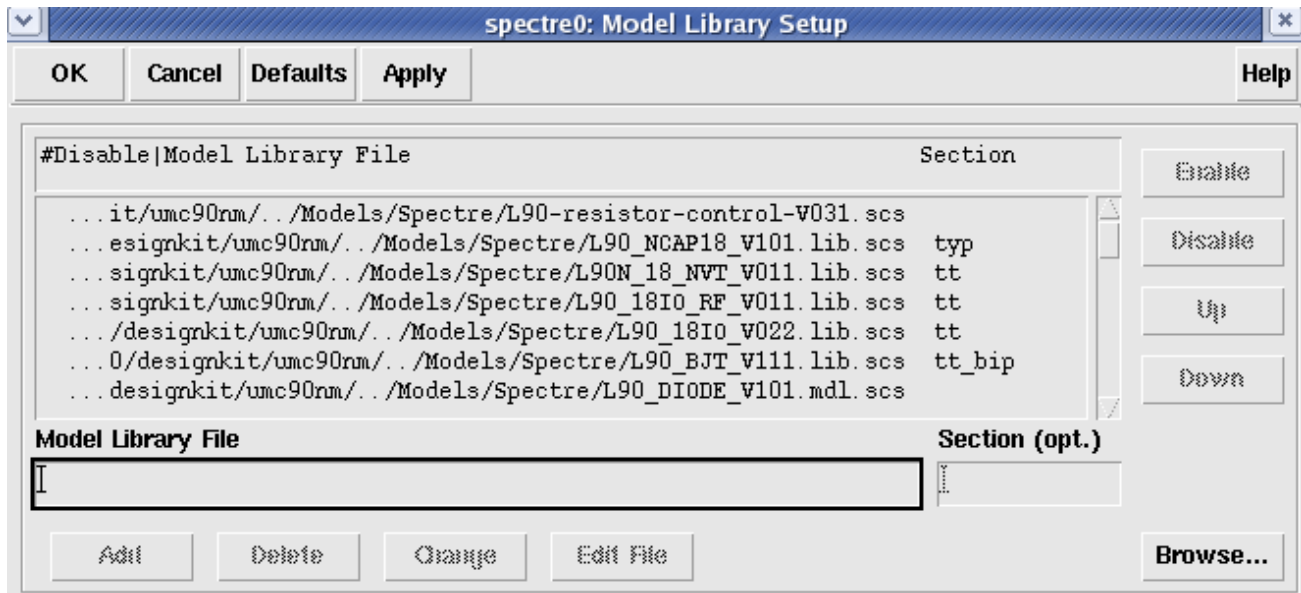 spectre0: Model Library Setup
OK Cancel Defaults Apply Help
#Disable|Model Library File Section
Enable
...it/umc90nm/../Models/Spectre/L90-resistor-control-V031.scs
...esignkit/umc90nm/../Models/Spectre/L90_NCAP18_V101.lib.scs typ
Disable
...signkit/umc90nm/../Models/Spectre/L90N_18_NVT_V011.lib.scs tt
...signkit/umc90nm/../Models/Spectre/L90_18IO_RF_V011.lib.scs tt
Up
.../designkit/umc90nm/../Models/Spectre/L90_18IO_V022.lib.scs tt
...0/designkit/umc90nm/../Models/Spectre/L90_BJT_V111.lib.scs tt_bip
Down
...designkit/umc90nm/../Models/Spectre/L90_DIODE_V101.mdl.scs
Model Library File Section (opt.)
Add Delete Change Edit File Browse...